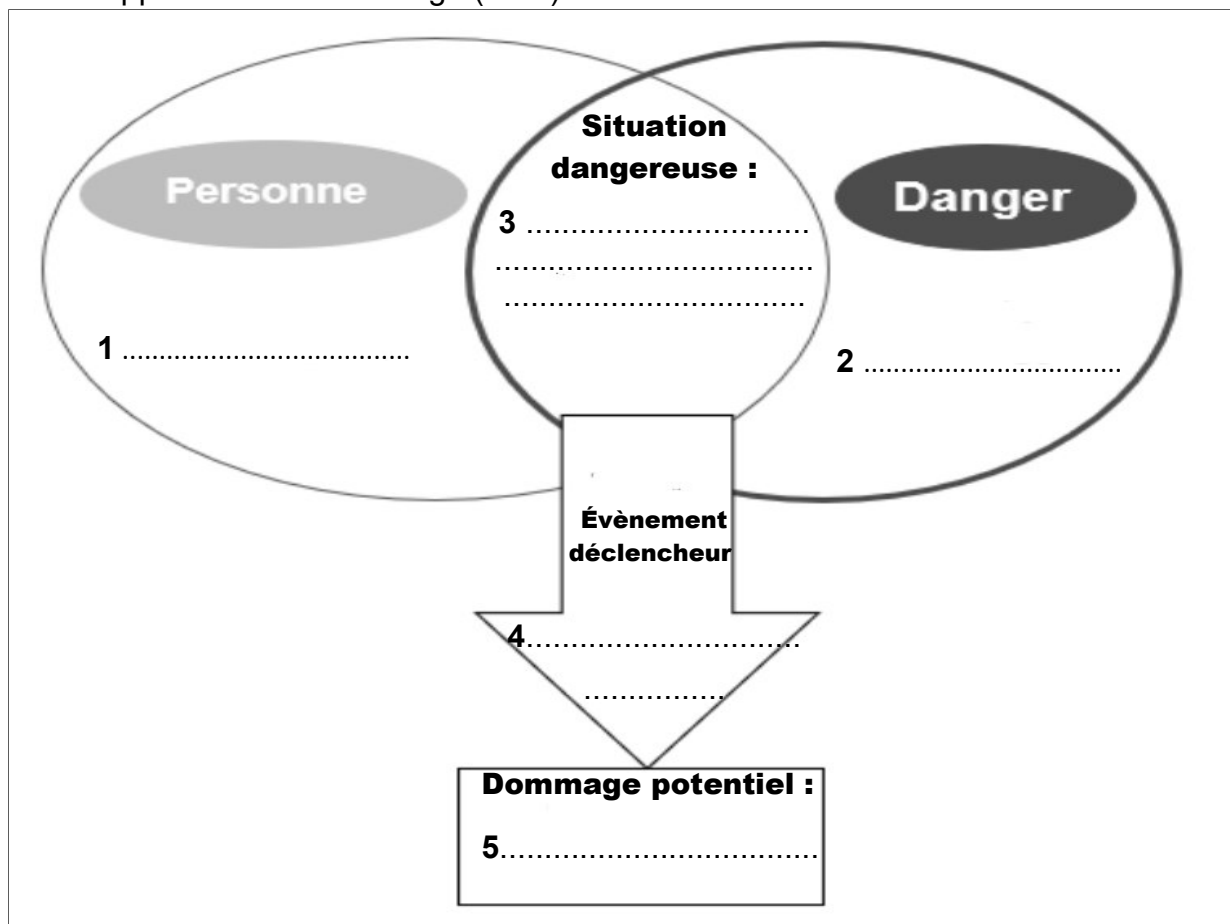 Situation
dangereuse :
Personne
Danger
3 ................................
....................................
..................................
1 .......................................
2 ...................................
Évènement
déclencheur
4...............................
................
Dommage potentiel :
5....................................